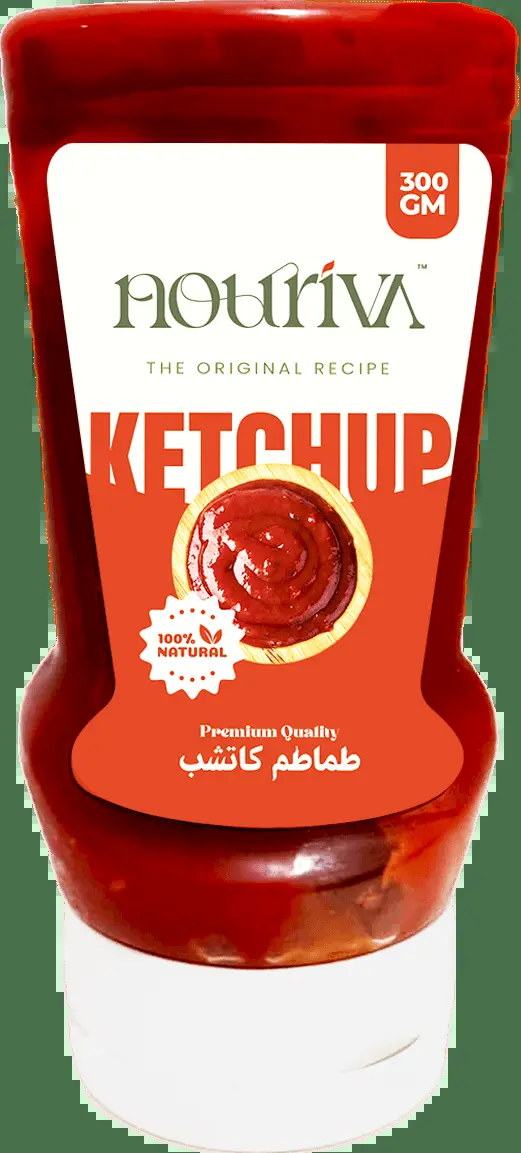 300
GM
nouriva™
THE ORIGINAL RECIPE
KETCHUP
100%
NATURAL
Premium Quality
طماطم كاتشب